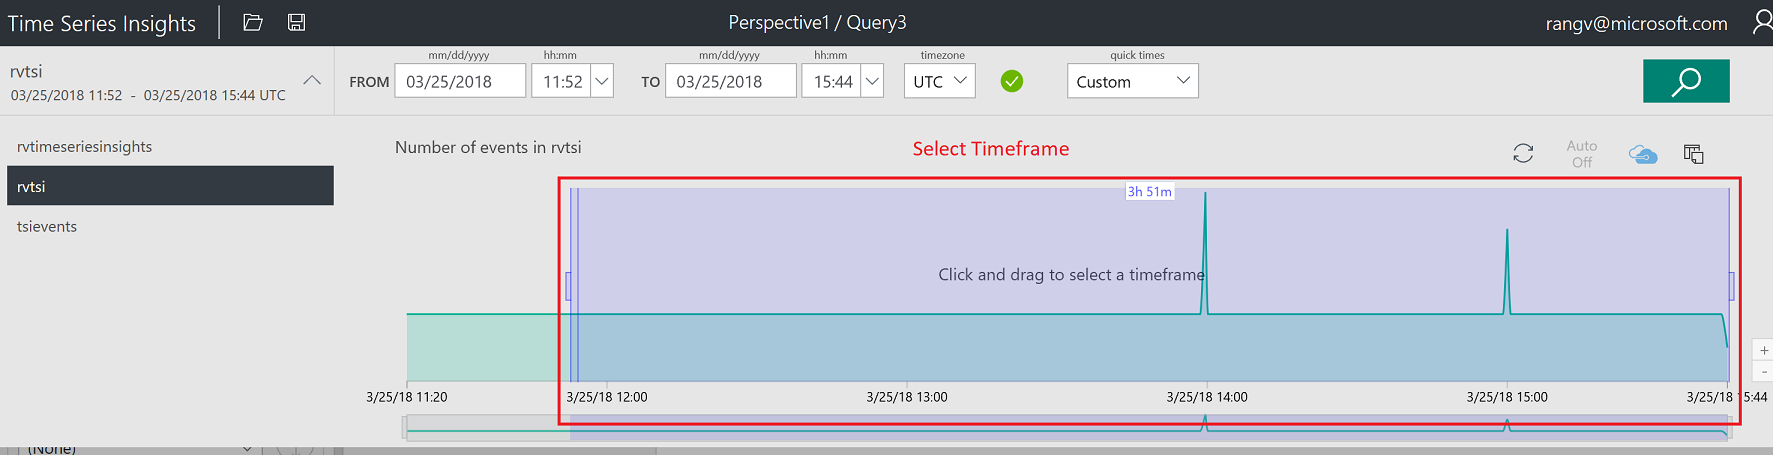 Time Series Insights
Perspective1 / Query3
rangv@microsoft.com
rvtsi
03/25/2018 11:52 - 03/25/2018 15:44 UTC
mm/dd/yyyy hh:mm mm/dd/yyyy hh:mm timezone quick times
FROM 03/25/2018 11:52 TO 03/25/2018 15:44 UTC Custom
rvtimeseriesinsights
rvtsi
tsievents
Number of events in rvtsi
Select Timeframe
Auto
Off
3h 51m
Click and drag to select a timeframe
+
-
3/25/18 11:20 3/25/18 12:00 3/25/18 13:00 3/25/18 14:00 3/25/18 15:00 3/25/18 15:44
(None)